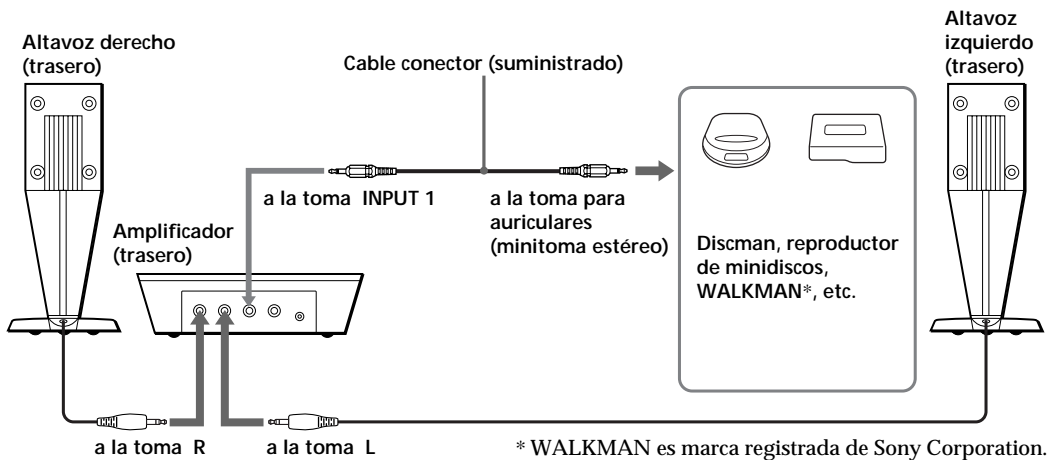 Altavoz derecho
(trasero)
Cable conector (suministrado)
Altavoz
izquierdo
(trasero)
a la toma INPUT 1
a la toma para
auriculares
(minitoma estéreo)
Amplificador
(trasero)
Discman, reproductor
de minidiscos,
WALKMAN*, etc.
a la toma R
a la toma L
* WALKMAN es marca registrada de Sony Corporation.